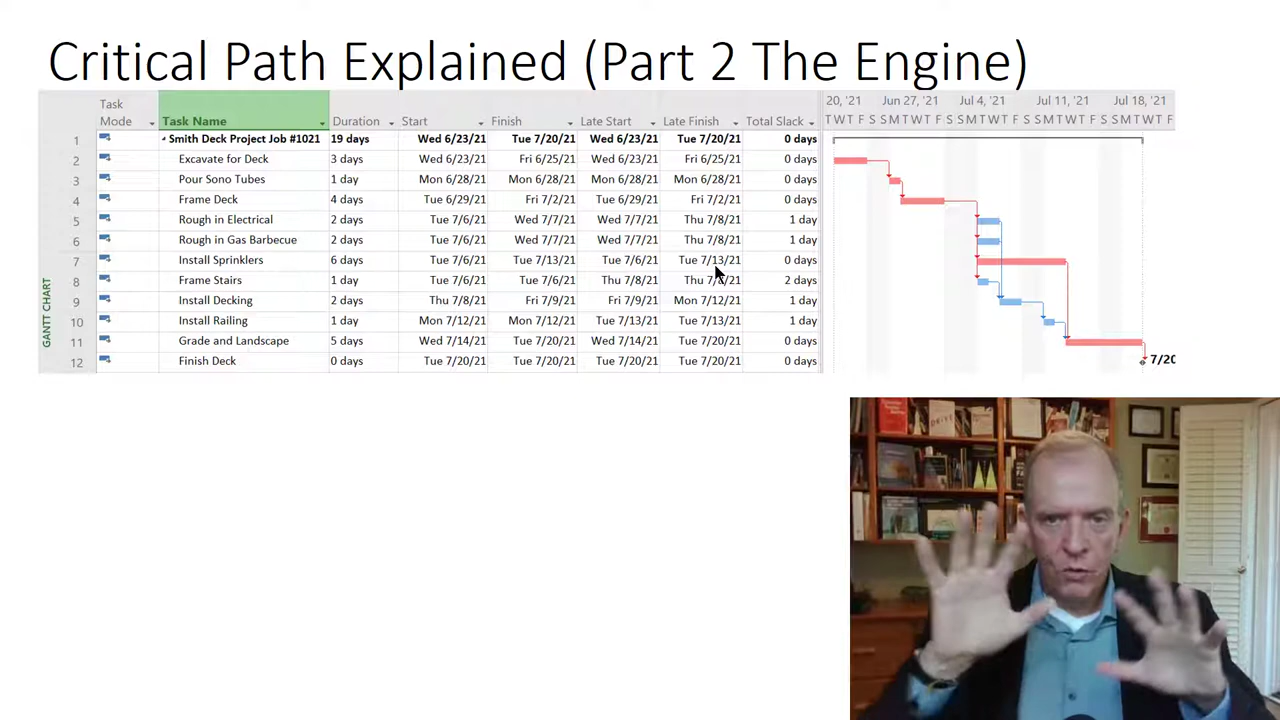 Critical Path Explained (Part 2 The Engine)
Task Mode Task Name Duration Start Finish Late Start Late Finish Total Slack
20, '21 Jun 27, '21 Jul 4, '21 Jul 11, '21 Jul 18, '21
T W T F S S M T W T F S S M T W T F S S M T W T F S S M T W T F
1 Smith Deck Project Job #1021 19 days Wed 6/23/21 Tue 7/20/21 Wed 6/23/21 Tue 7/20/21 0 days
2 Excavate for Deck 3 days Wed 6/23/21 Fri 6/25/21 Wed 6/23/21 Fri 6/25/21 0 days
3 Pour Sono Tubes 1 day Mon 6/28/21 Mon 6/28/21 Mon 6/28/21 Mon 6/28/21 0 days
4 Frame Deck 4 days Tue 6/29/21 Fri 7/2/21 Tue 6/29/21 Fri 7/2/21 0 days
5 Rough in Electrical 2 days Tue 7/6/21 Wed 7/7/21 Wed 7/7/21 Thu 7/8/21 1 day
6 Rough in Gas Barbecue 2 days Tue 7/6/21 Wed 7/7/21 Wed 7/7/21 Thu 7/8/21 1 day
7 Install Sprinklers 6 days Tue 7/6/21 Tue 7/13/21 Tue 7/6/21 Tue 7/13/21 0 days
8 Frame Stairs 1 day Tue 7/6/21 Tue 7/6/21 Thu 7/8/21 Thu 7/8/21 2 days
9 Install Decking 2 days Thu 7/8/21 Fri 7/9/21 Fri 7/9/21 Mon 7/12/21 1 day
10 Install Railing 1 day Mon 7/12/21 Mon 7/12/21 Tue 7/13/21 Tue 7/13/21 1 day
11 Grade and Landscape 5 days Wed 7/14/21 Tue 7/20/21 Wed 7/14/21 Tue 7/20/21 0 days
12 Finish Deck 0 days Tue 7/20/21 Tue 7/20/21 Tue 7/20/21 Tue 7/20/21 0 days
7/20
GANTT CHART